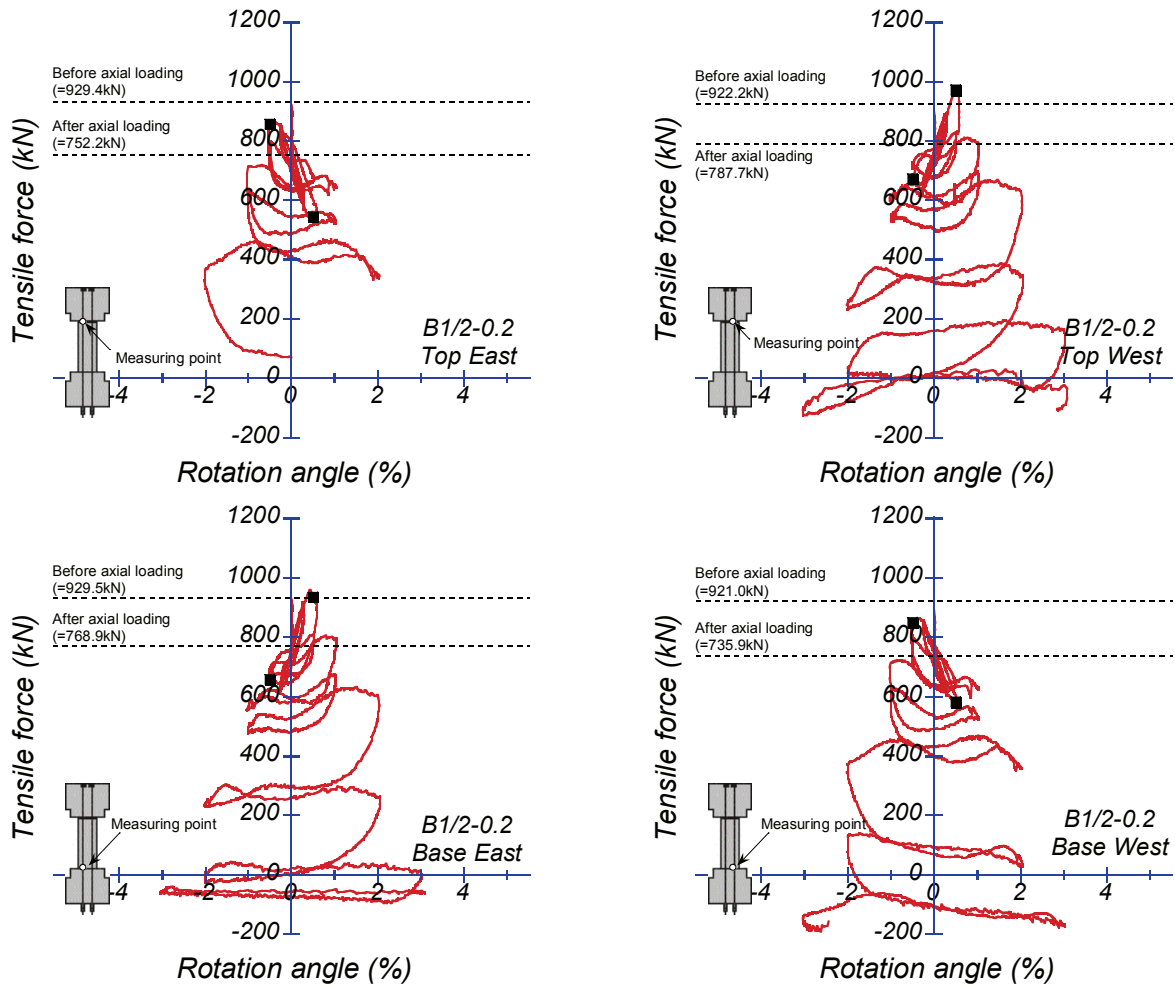 1200
Before axial loading
(=929.4kN)
1000
After axial loading
(=752.2kN)
800
600
400
200
0
-200
Tensile force (kN)
Measuring point
B1/2-0.2
Top East
-4
-2
0
2
4
Rotation angle (%)
1200
Before axial loading
(=922.2kN)
1000
After axial loading
(=787.7kN)
800
600
400
200
0
-200
Tensile force (kN)
Measuring point
B1/2-0.2
Top West
-4
-2
0
2
4
Rotation angle (%)
1200
Before axial loading
(=929.5kN)
1000
After axial loading
(=768.9kN)
800
600
400
200
0
-200
Tensile force (kN)
Measuring point
B1/2-0.2
Base East
-4
-2
0
2
4
Rotation angle (%)
1200
Before axial loading
(=921.0kN)
1000
After axial loading
(=735.9kN)
800
600
400
200
0
-200
Tensile force (kN)
Measuring point
B1/2-0.2
Base West
-4
-2
0
2
4
Rotation angle (%)